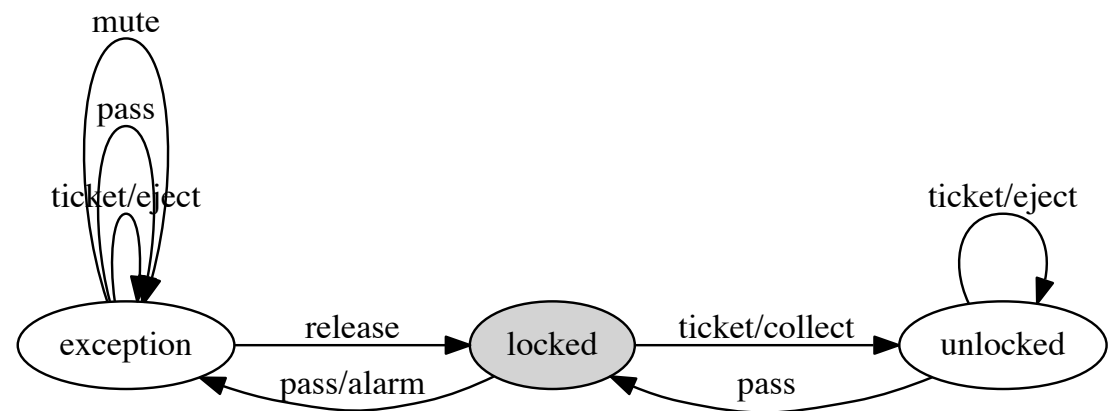 mute
pass
ticket/eject
ticket/eject
release
ticket/collect
exception
locked
unlocked
pass/alarm
pass